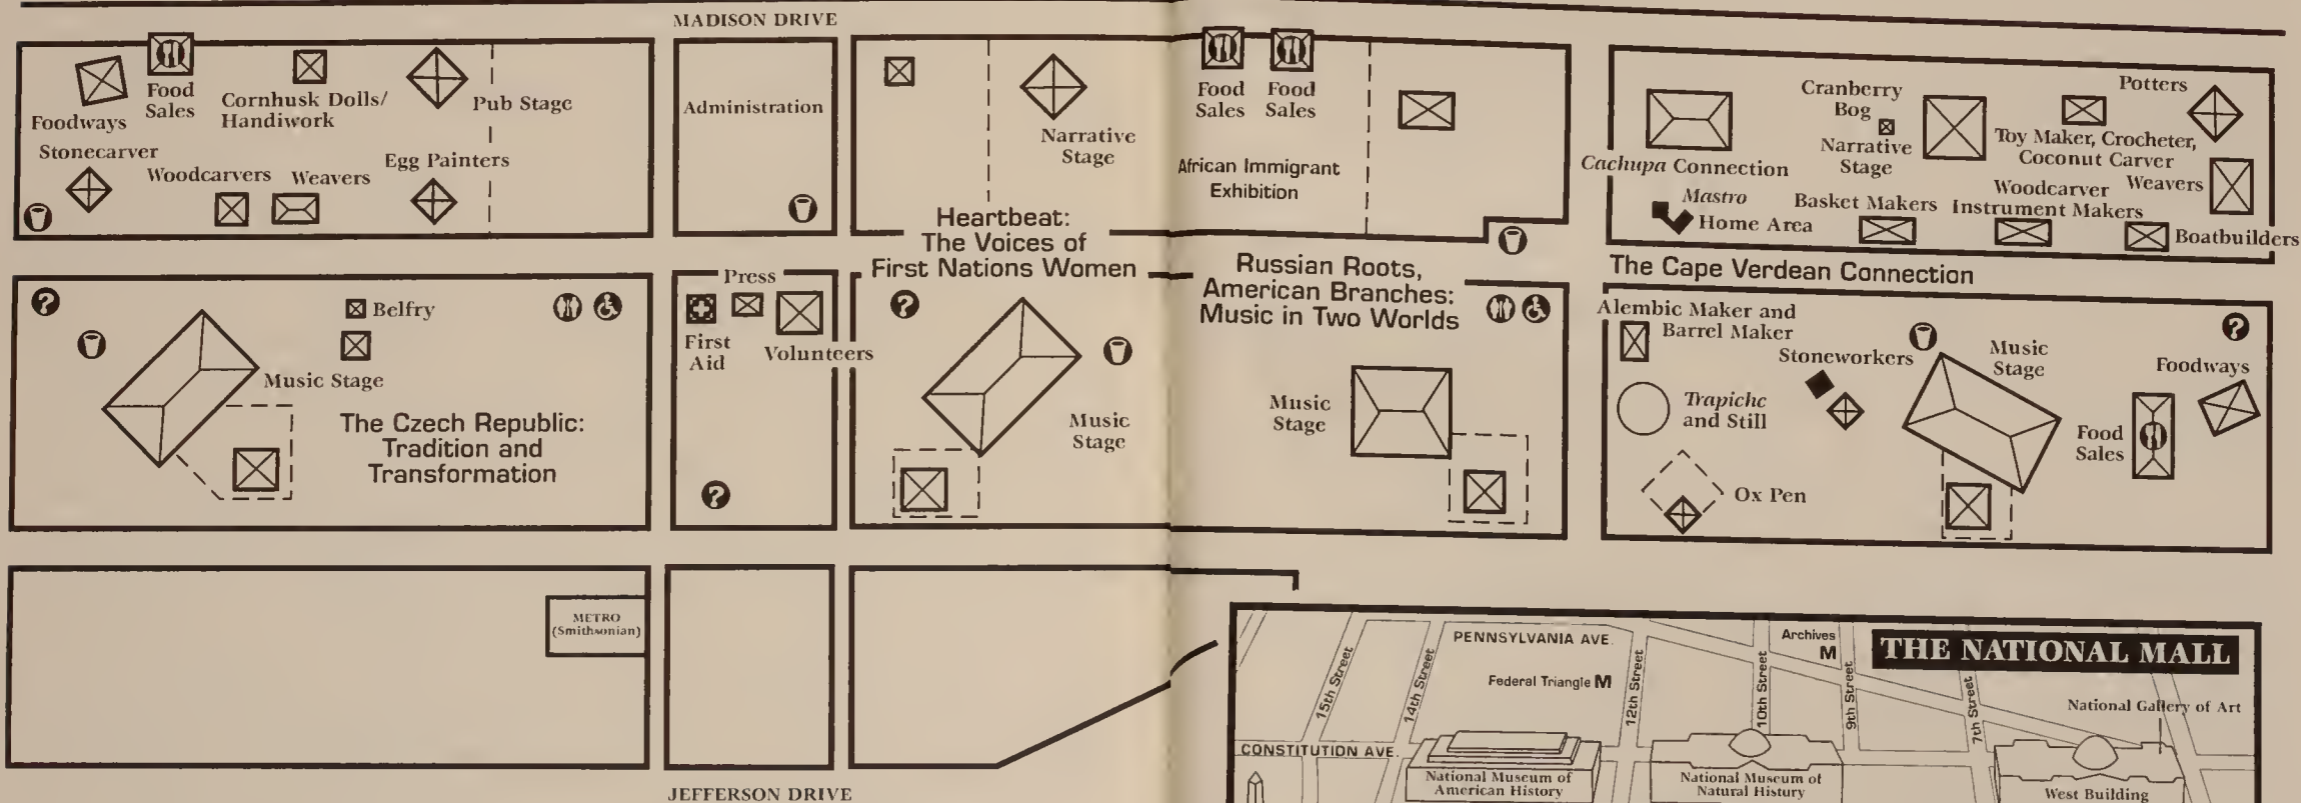 MADISON DRIVE
Foodways
Food
Sales
Cornhusk Dolls/
Handiwork
Pub Stage
Stonecarver
Woodcarvers
Weavers
Egg Painters
Administration
Narrative
Stage
Heartbeat:
The Voices of
First Nations Women
Food
Sales
Food
Sales
African Immigrant
Exhibition
Cachupa Connection
Mastro
Home Area
Cranberry
Bog
Narrative
Stage
Toy Maker, Crocheter,
Coconut Carver
Potters
Weavers
Basket Makers
Woodcarver
Instrument Makers
Boatbuilders
The Cape Verdean Connection
?
Belfry
Music Stage
The Czech Republic:
Tradition and
Transformation
Press
First
Aid
Volunteers
?
?
Music
Stage
Russian Roots,
American Branches:
Music in Two Worlds
Music
Stage
Alembic Maker and
Barrel Maker
Stoneworkers
Trapiche
and Still
Ox Pen
Music
Stage
Food
Sales
Foodways
?
METRO
(Smithsonian)
JEFFERSON DRIVE
THE NATIONAL MALL
PENNSYLVANIA AVE.
Archives
M
Federal Triangle M
15th Street
14th Street
12th Street
10th Street
9th Street
7th Street
National Gallery of Art
CONSTITUTION AVE.
National Museum of
American History
National Museum of
Natural History
West Building